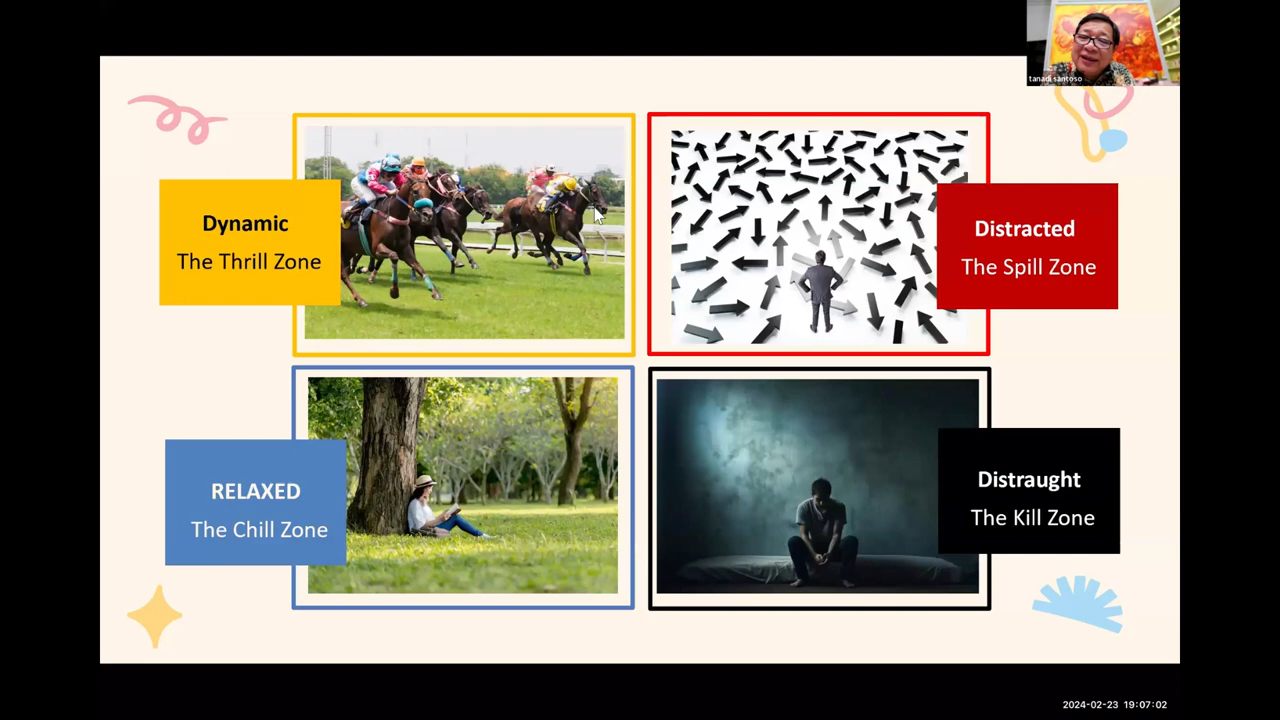 tanadi santoso
Dynamic
The Thrill Zone
Distracted
The Spill Zone
RELAXED
The Chill Zone
Distraught
The Kill Zone
2024-02-23 19:07:02